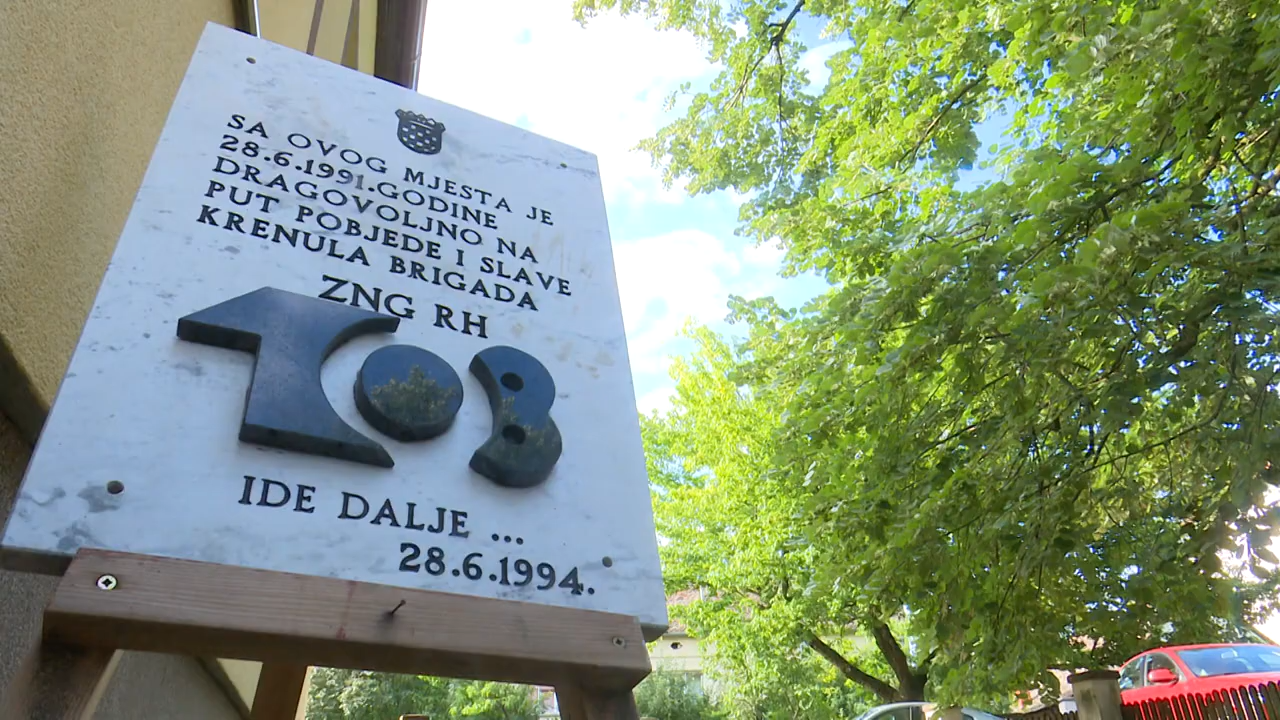 SA OVOG MJESTA JE
28.6.1991.GODINE
DRAGOVOLJNO NA
PUT POBJEDE I SLAVE
KRENULA BRIGADA
ZNG RH
108
IDE DALJE ...
28.6.1994.